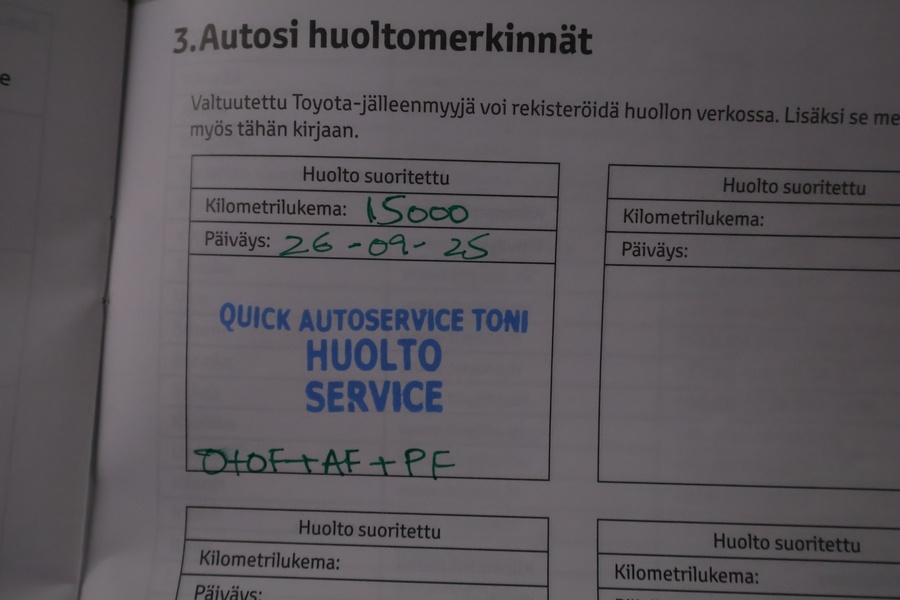 e
3.Autosi huoltomerkinnät
Valtuutettu Toyota-jälleenmyyjä voi rekisteröidä huollon verkossa. Lisäksi se me
myös tähän kirjaan.
Huolto suoritettu
Kilometrilukema: 15000
Päiväys: 26-09-25
QUICK AUTOSERVICE TONI
HUOLTO
SERVICE
O+OF+AF+PF
Huolto suoritettu
Kilometrilukema:
Päiväys:
Huolto suoritettu
Kilometrilukema:
Päiväys:
Huolto suoritettu
Kilometrilukema: